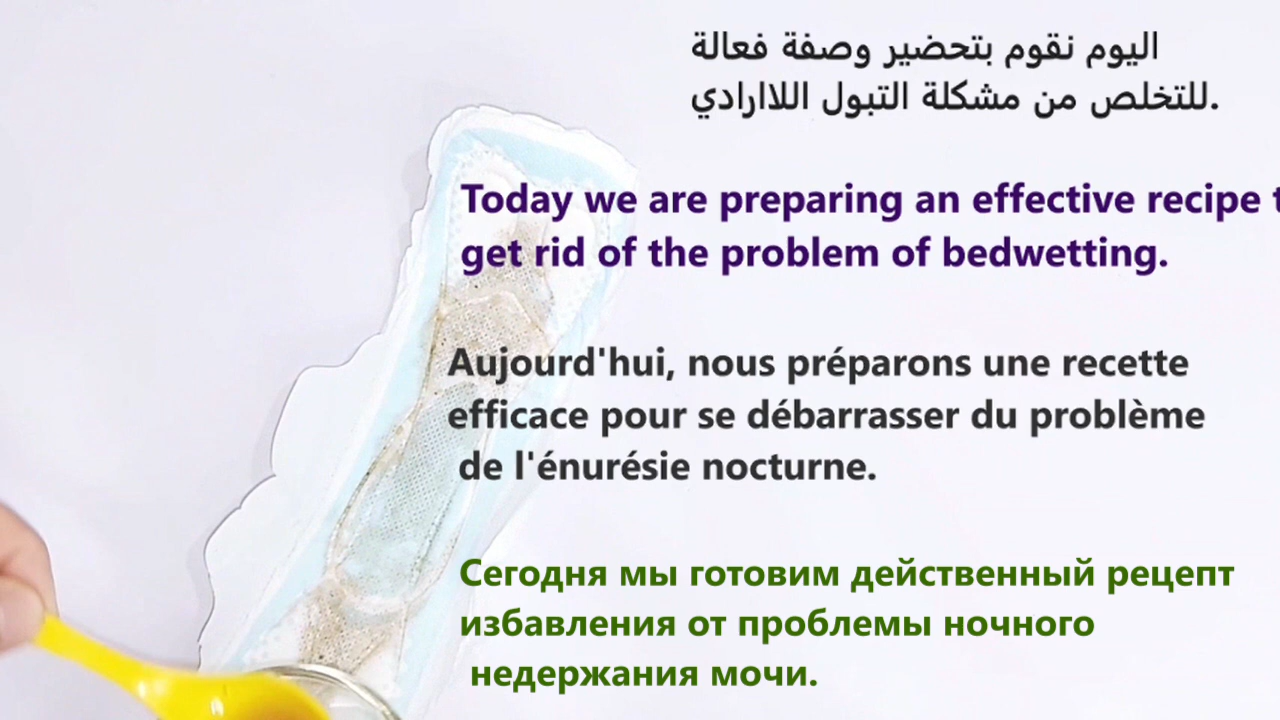 اليوم نقوم بتحضير وصفة فعالة
للتخلص من مشكلة التبول اللاارادي.
Today we are preparing an effective recipe t
get rid of the problem of bedwetting.
Aujourd'hui, nous préparons une recette
efficace pour se débarrasser du problème
de l'énurésie nocturne.
Сегодня мы готовим действенный рецепт
избавления от проблемы ночного
недержания мочи.